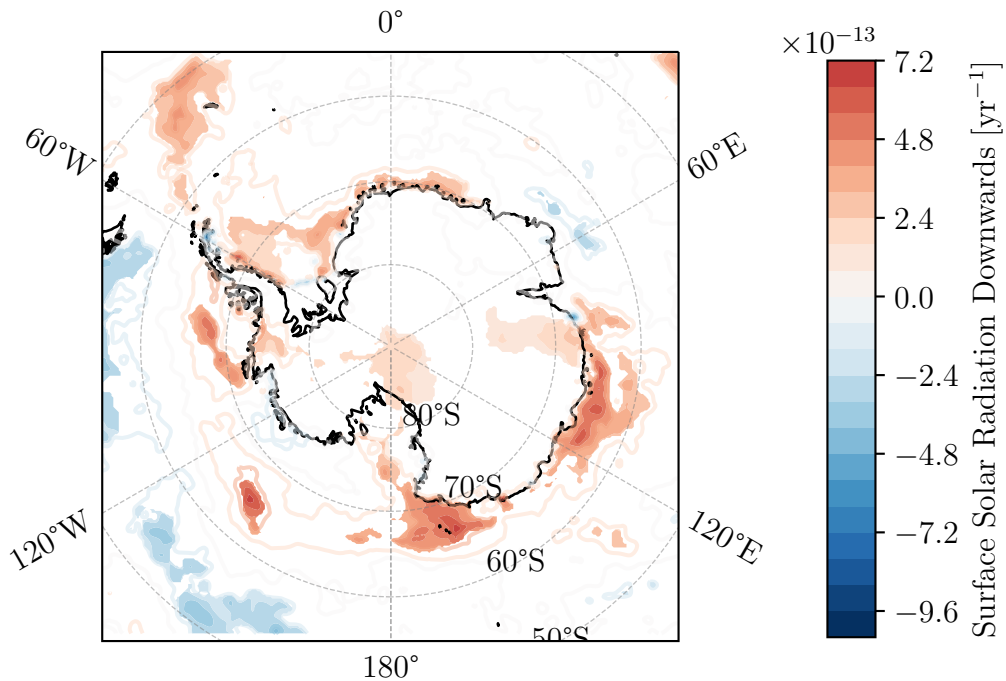 0°
60°W
60°E
120°W
120°E
180°
80°S
70°S
60°S
50°S
×10⁻¹³
7.2
4.8
2.4
0.0
−2.4
−4.8
−7.2
−9.6
Surface Solar Radiation Downwards [yr⁻¹]